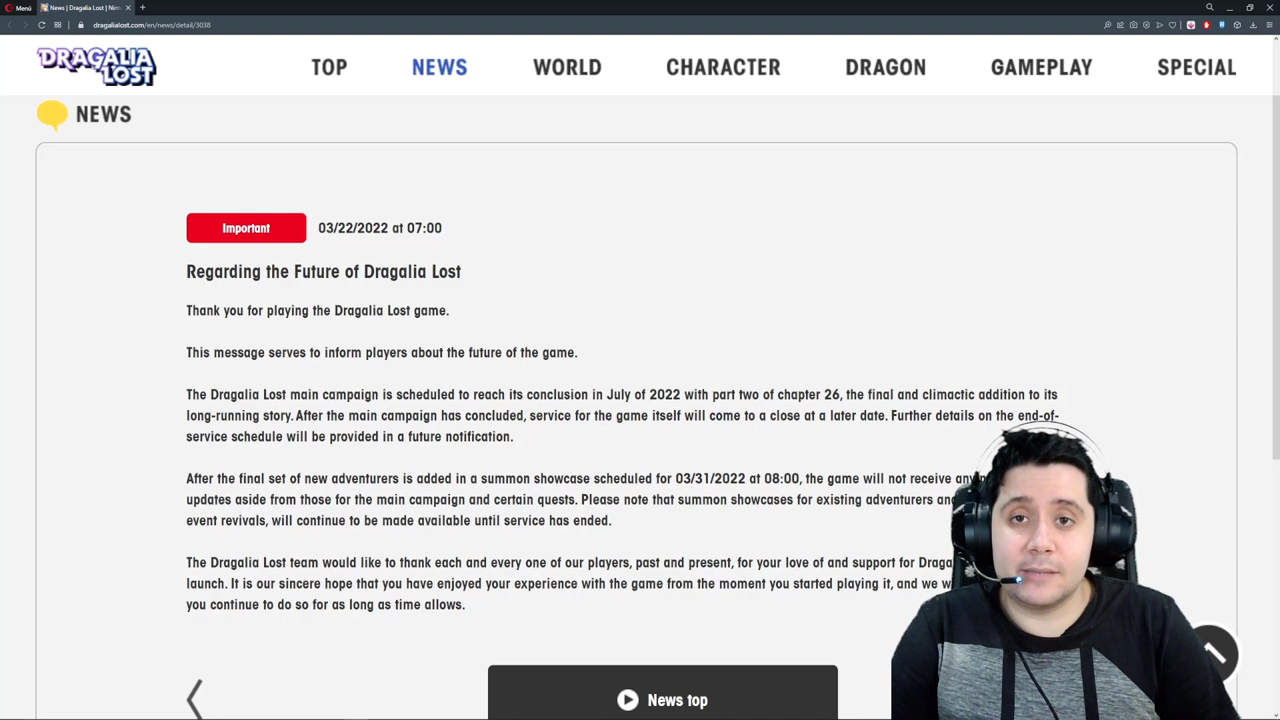 Menú
News | Dragalia Lost | Nint
dragalialost.com/en/news/detail/3038
DRAGALIA
LOST
TOP
NEWS
WORLD
CHARACTER
DRAGON
GAMEPLAY
SPECIAL
NEWS
Important
03/22/2022 at 07:00
Regarding the Future of Dragalia Lost
Thank you for playing the Dragalia Lost game.
This message serves to inform players about the future of the game.
The Dragalia Lost main campaign is scheduled to reach its conclusion in July of 2022 with part two of chapter 26, the final and climactic addition to its
long-running story. After the main campaign has concluded, service for the game itself will come to a close at a later date. Further details on the end-of-
service schedule will be provided in a future notification.
After the final set of new adventurers is added in a summon showcase scheduled for 03/31/2022 at 08:00, the game will not receive
updates aside from those for the main campaign and certain quests. Please note that summon showcases for existing adventurers
event revivals, will continue to be made available until service has ended.
The Dragalia Lost team would like to thank each and every one of our players, past and present, for your love of and support for
launch. It is our sincere hope that you have enjoyed your experience with the game from the moment you started playing it, and we
you continue to do so for as long as time allows.
News top